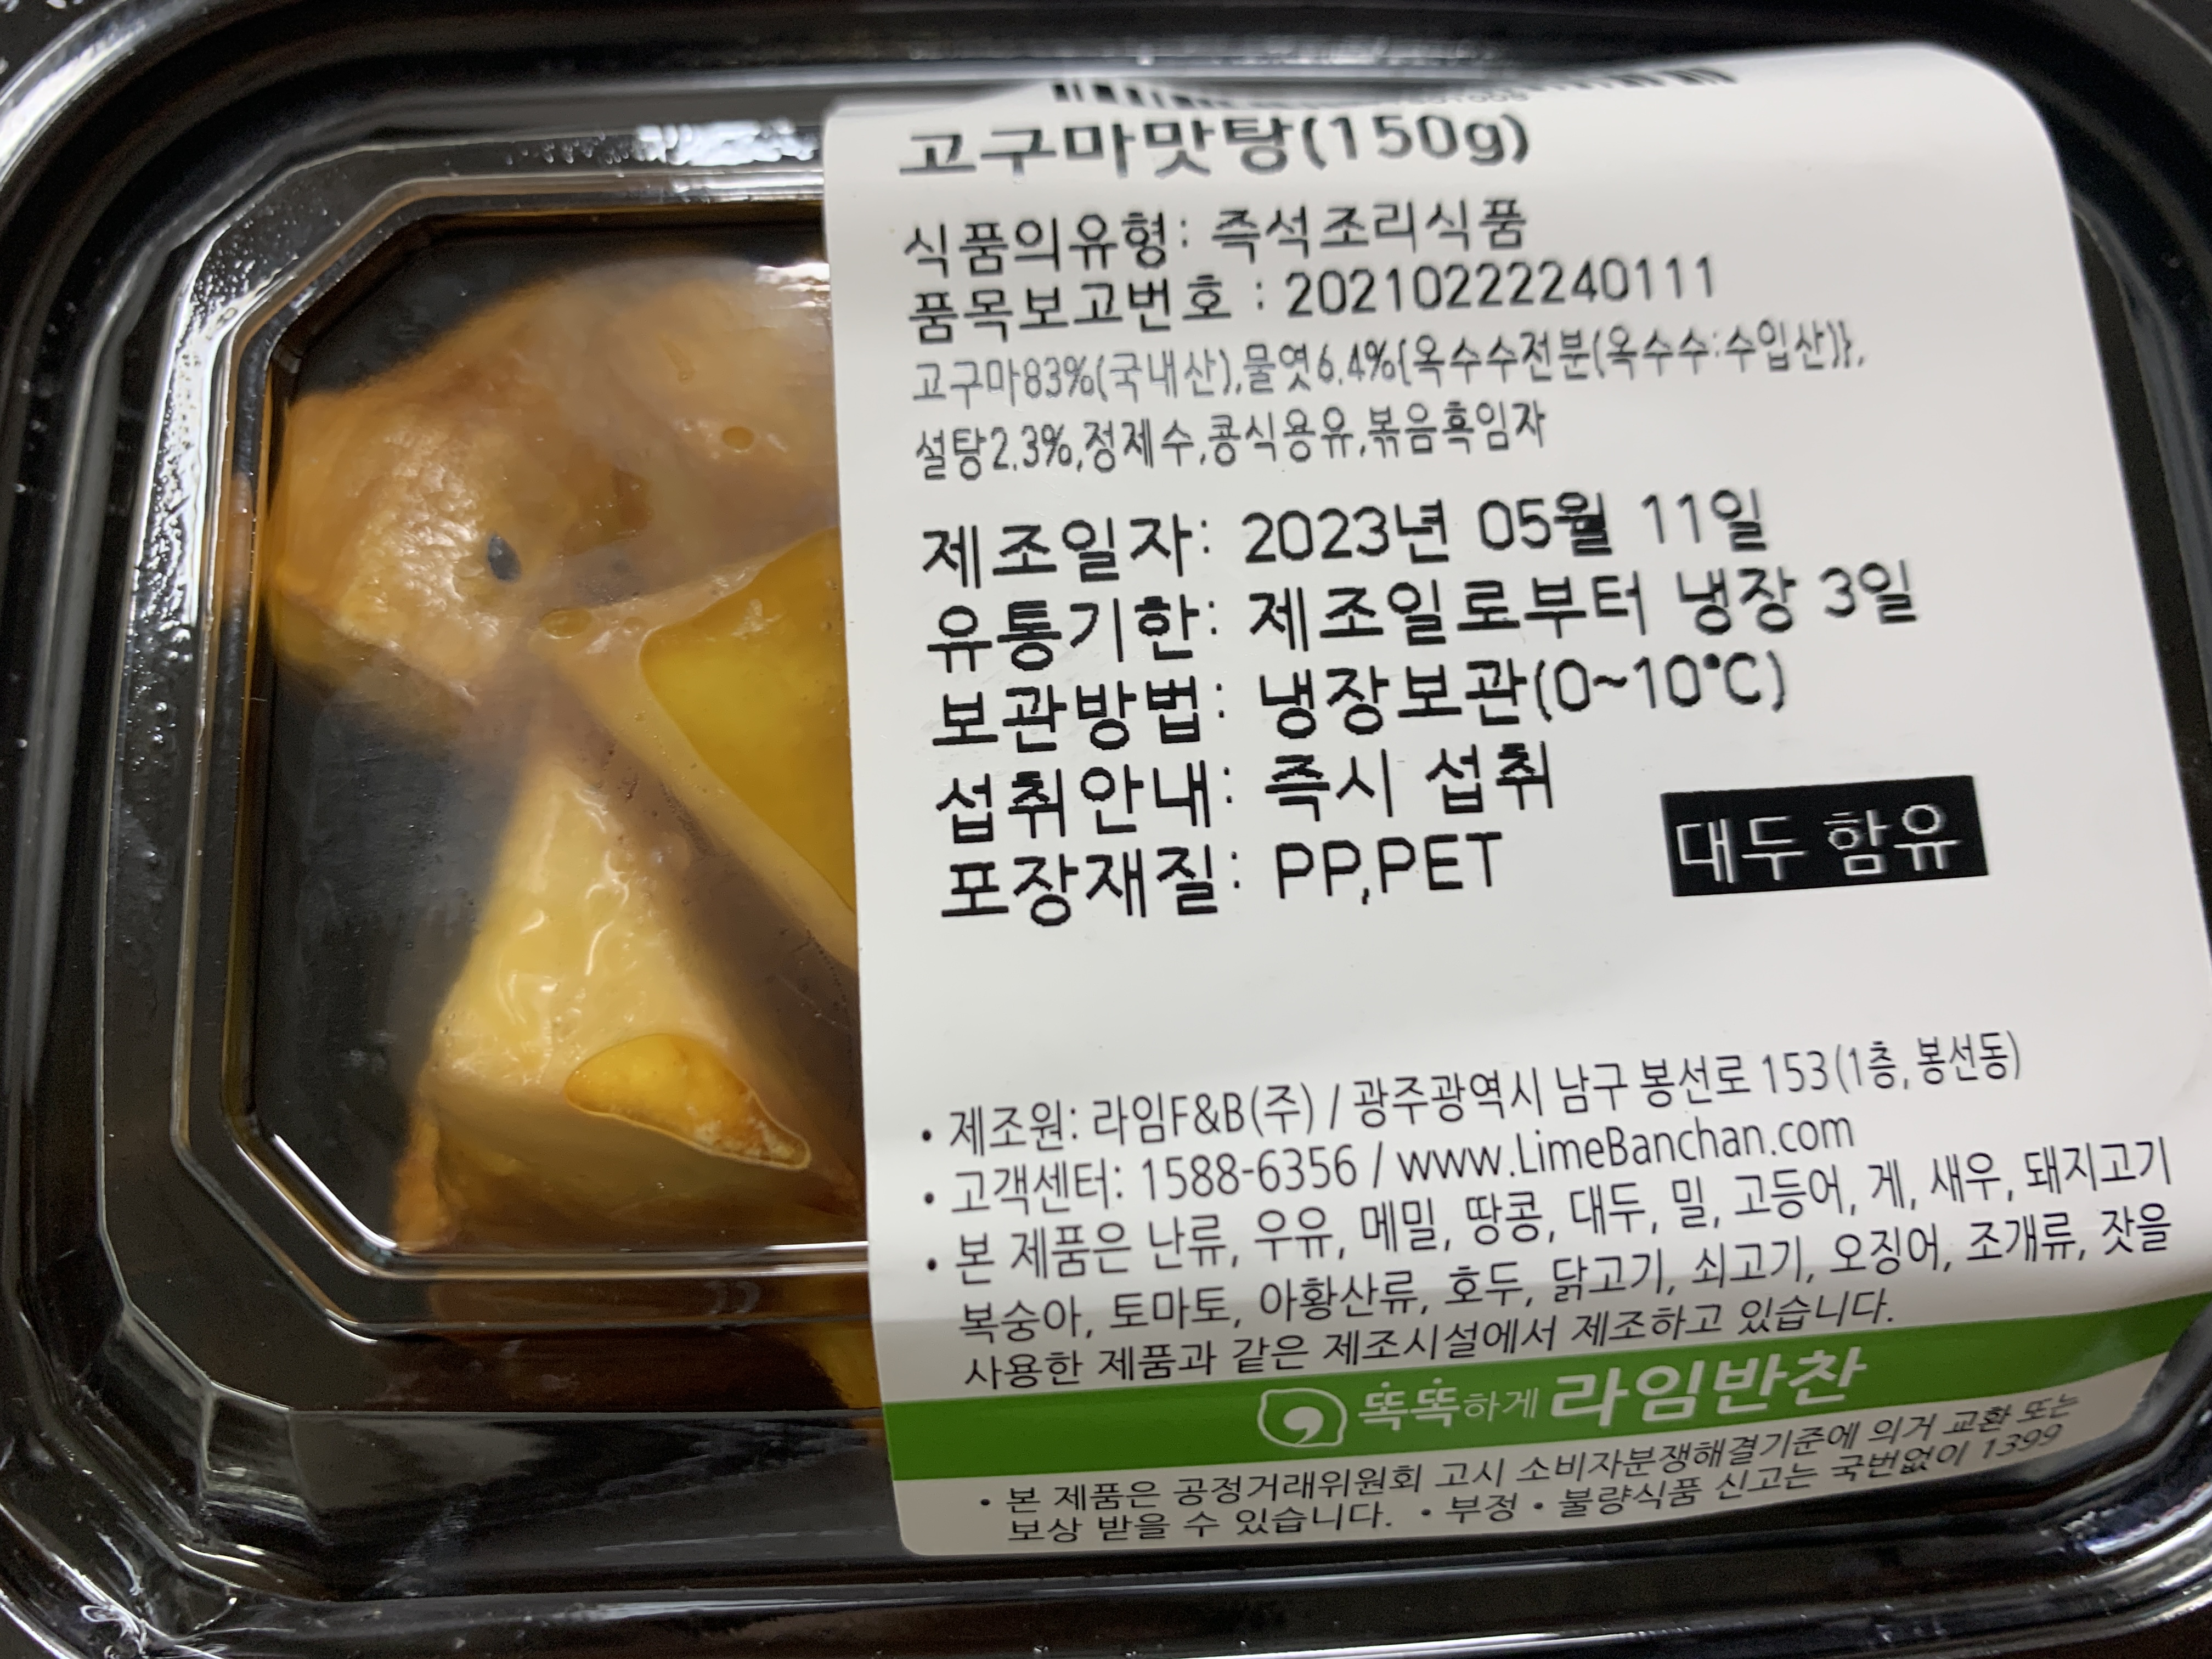 고구마맛탕(150g)
식품의유형: 즉석조리식품
품목보고번호 : 20210222240111
고구마83%(국내산),물엿6.4%{옥수수전분(옥수수:수입산)},
설탕2.3%,정제수,콩식용유,볶음흑임자
제조일자: 2023년 05월 11일
유통기한: 제조일로부터 냉장 3일
보관방법: 냉장보관(0~10℃)
섭취안내: 즉시 섭취
포장재질: PP,PET
대두 함유
• 제조원: 라임F&B(주) / 광주광역시 남구 봉선로 153(1층, 봉선동)
• 고객센터: 1588-6356 / www.LimeBanchan.com
• 본 제품은 난류, 우유, 메밀, 땅콩, 대두, 밀, 고등어, 게, 새우, 돼지고기
복숭아, 토마토, 아황산류, 호두, 닭고기, 쇠고기, 오징어, 조개류, 잣을
사용한 제품과 같은 제조시설에서 제조하고 있습니다.
똑똑하게 라임반찬
• 본 제품은 공정거래위원회 고시 소비자분쟁해결기준에 의거 교환 또는
보상 받을 수 있습니다. • 부정 • 불량식품 신고는 국번없이 1399